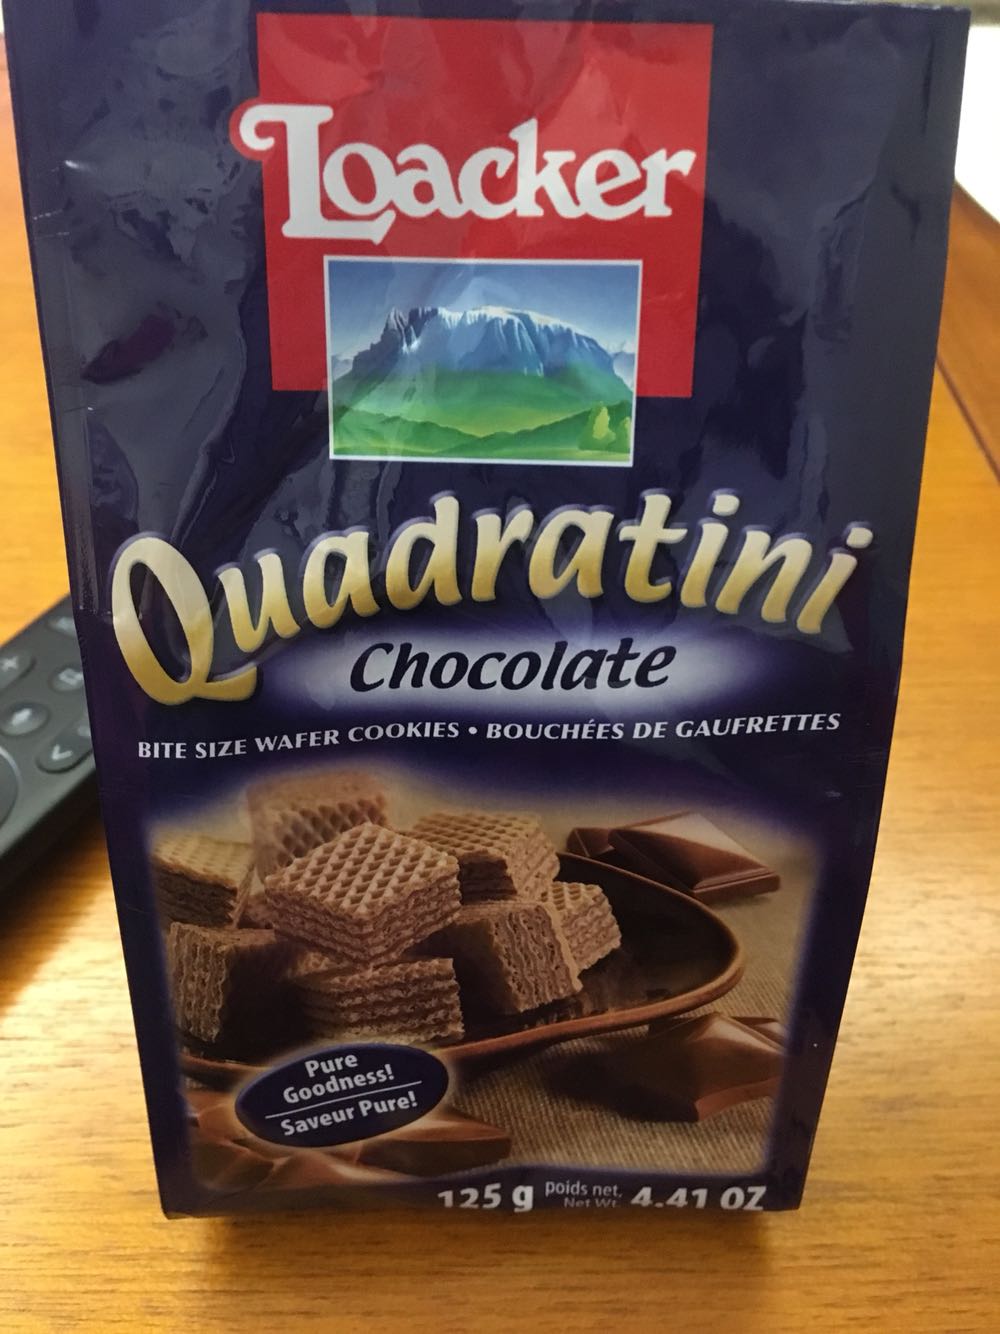 Loacker
Quadratini
Chocolate
BITE SIZE WAFER COOKIES • BOUCHÉES DE GAUFRETTES
Pure
Goodness!
Saveur Pure!
125 g poids net. 4.41 OZ
Net Wt.